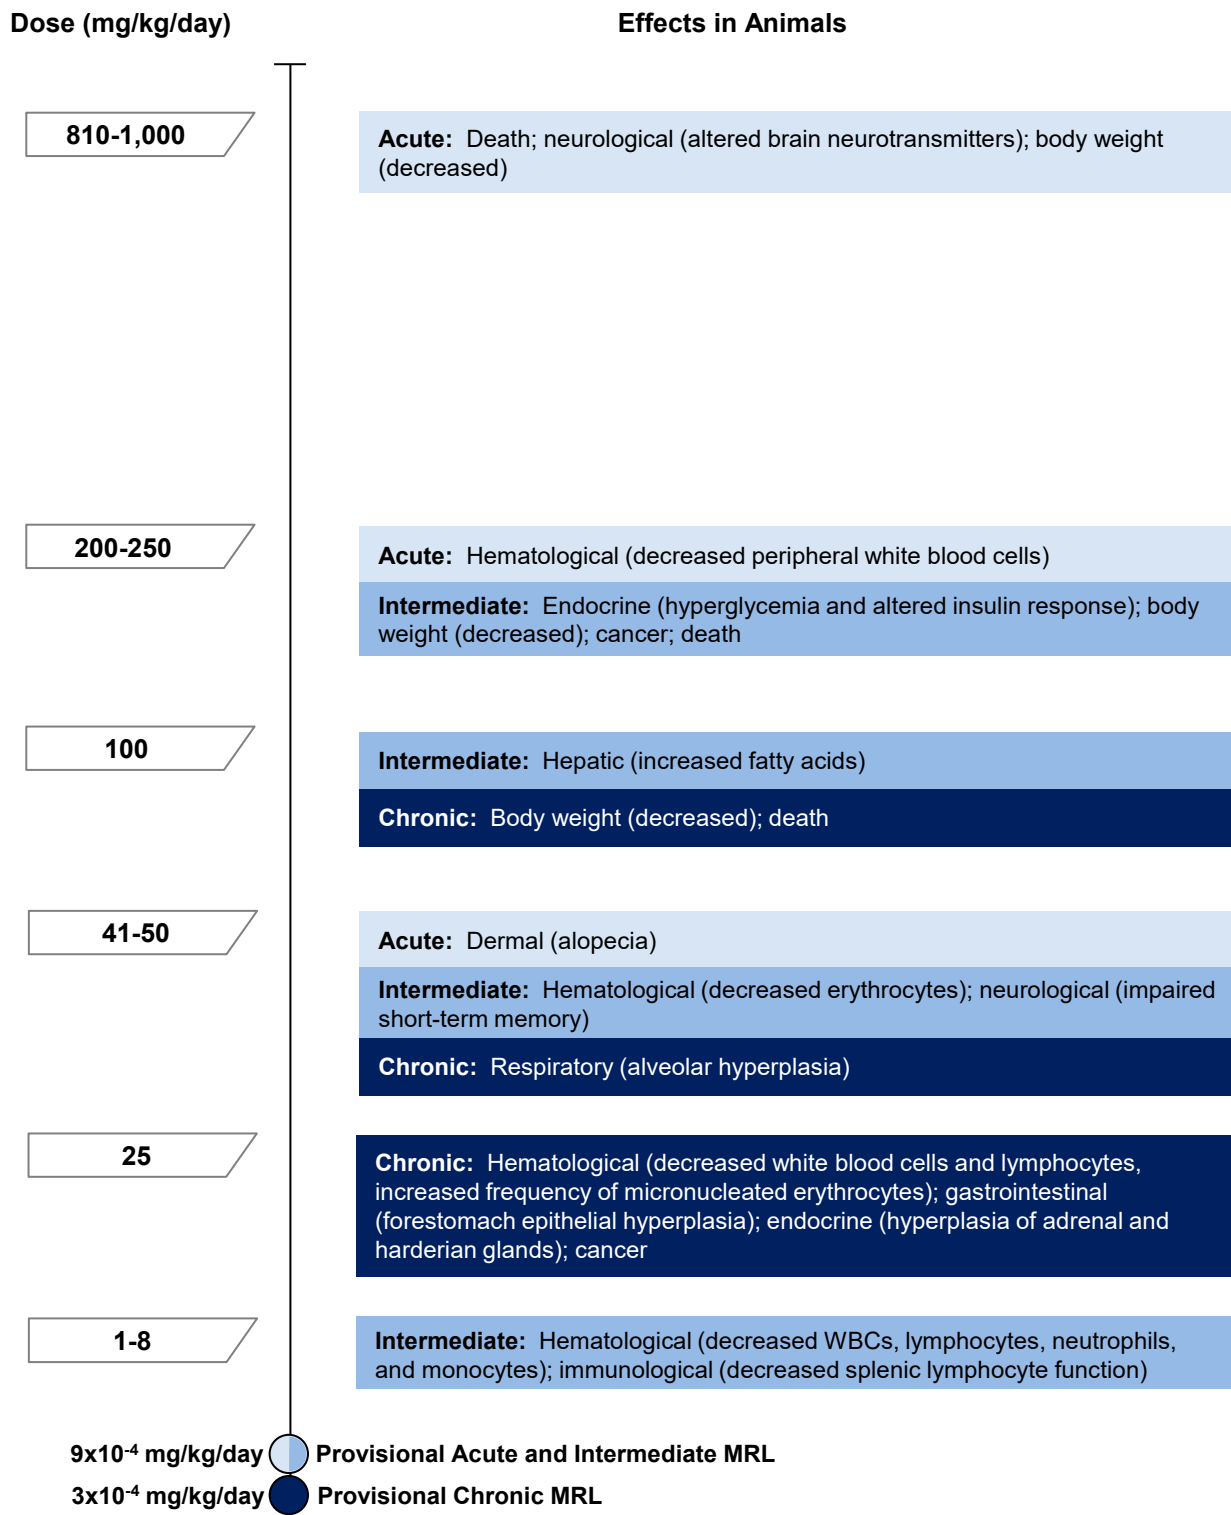 Dose (mg/kg/day)
Effects in Animals
810-1,000
Acute: Death; neurological (altered brain neurotransmitters); body weight
(decreased)
200-250
Acute: Hematological (decreased peripheral white blood cells)
Intermediate: Endocrine (hyperglycemia and altered insulin response); body
weight (decreased); cancer; death
100
Intermediate: Hepatic (increased fatty acids)
Chronic: Body weight (decreased); death
41-50
Acute: Dermal (alopecia)
Intermediate: Hematological (decreased erythrocytes); neurological (impaired
short-term memory)
Chronic: Respiratory (alveolar hyperplasia)
25
Chronic: Hematological (decreased white blood cells and lymphocytes,
increased frequency of micronucleated erythrocytes); gastrointestinal
(forestomach epithelial hyperplasia); endocrine (hyperplasia of adrenal and
harderian glands); cancer
1-8
Intermediate: Hematological (decreased WBCs, lymphocytes, neutrophils,
and monocytes); immunological (decreased splenic lymphocyte function)
9x10⁻⁴ mg/kg/day Provisional Acute and Intermediate MRL
3x10⁻⁴ mg/kg/day Provisional Chronic MRL